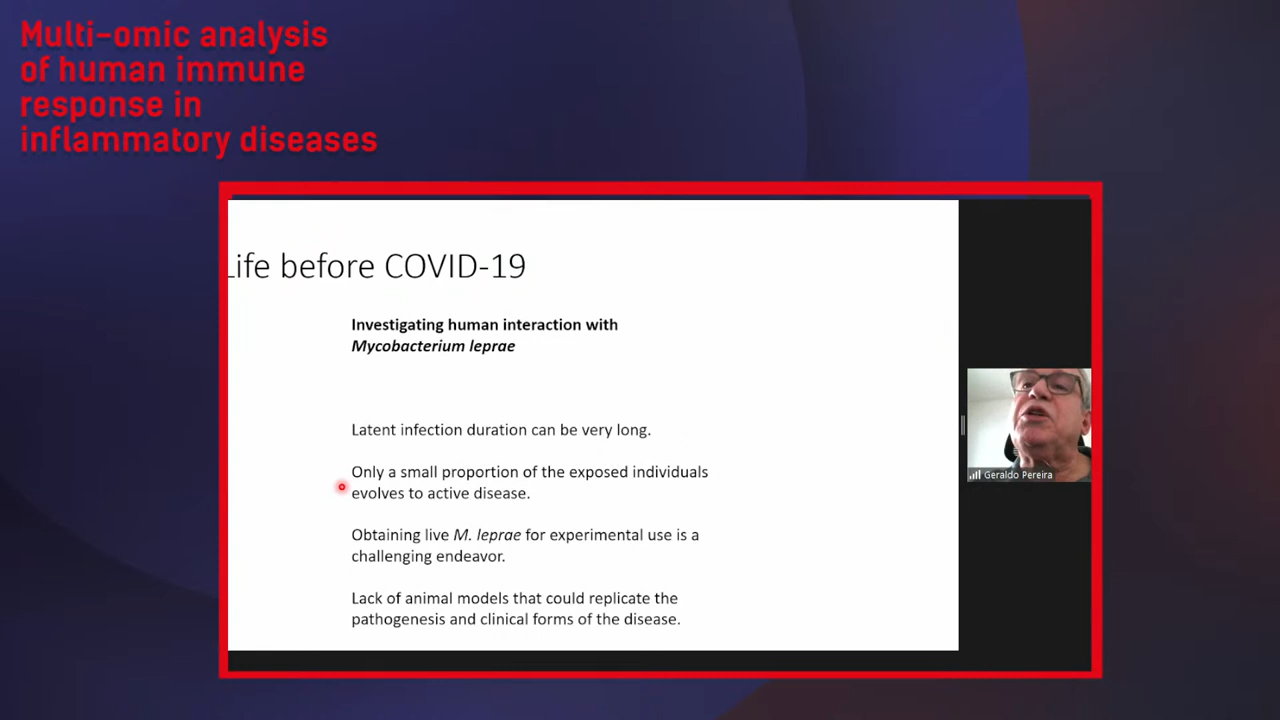 Multi-omic analysis
of human immune
response in
inflammatory diseases
Life before COVID-19
Investigating human interaction with
Mycobacterium leprae
Latent infection duration can be very long.
Only a small proportion of the exposed individuals
evolves to active disease.
Obtaining live M. leprae for experimental use is a
challenging endeavor.
Lack of animal models that could replicate the
pathogenesis and clinical forms of the disease.
Geraldo Pereira